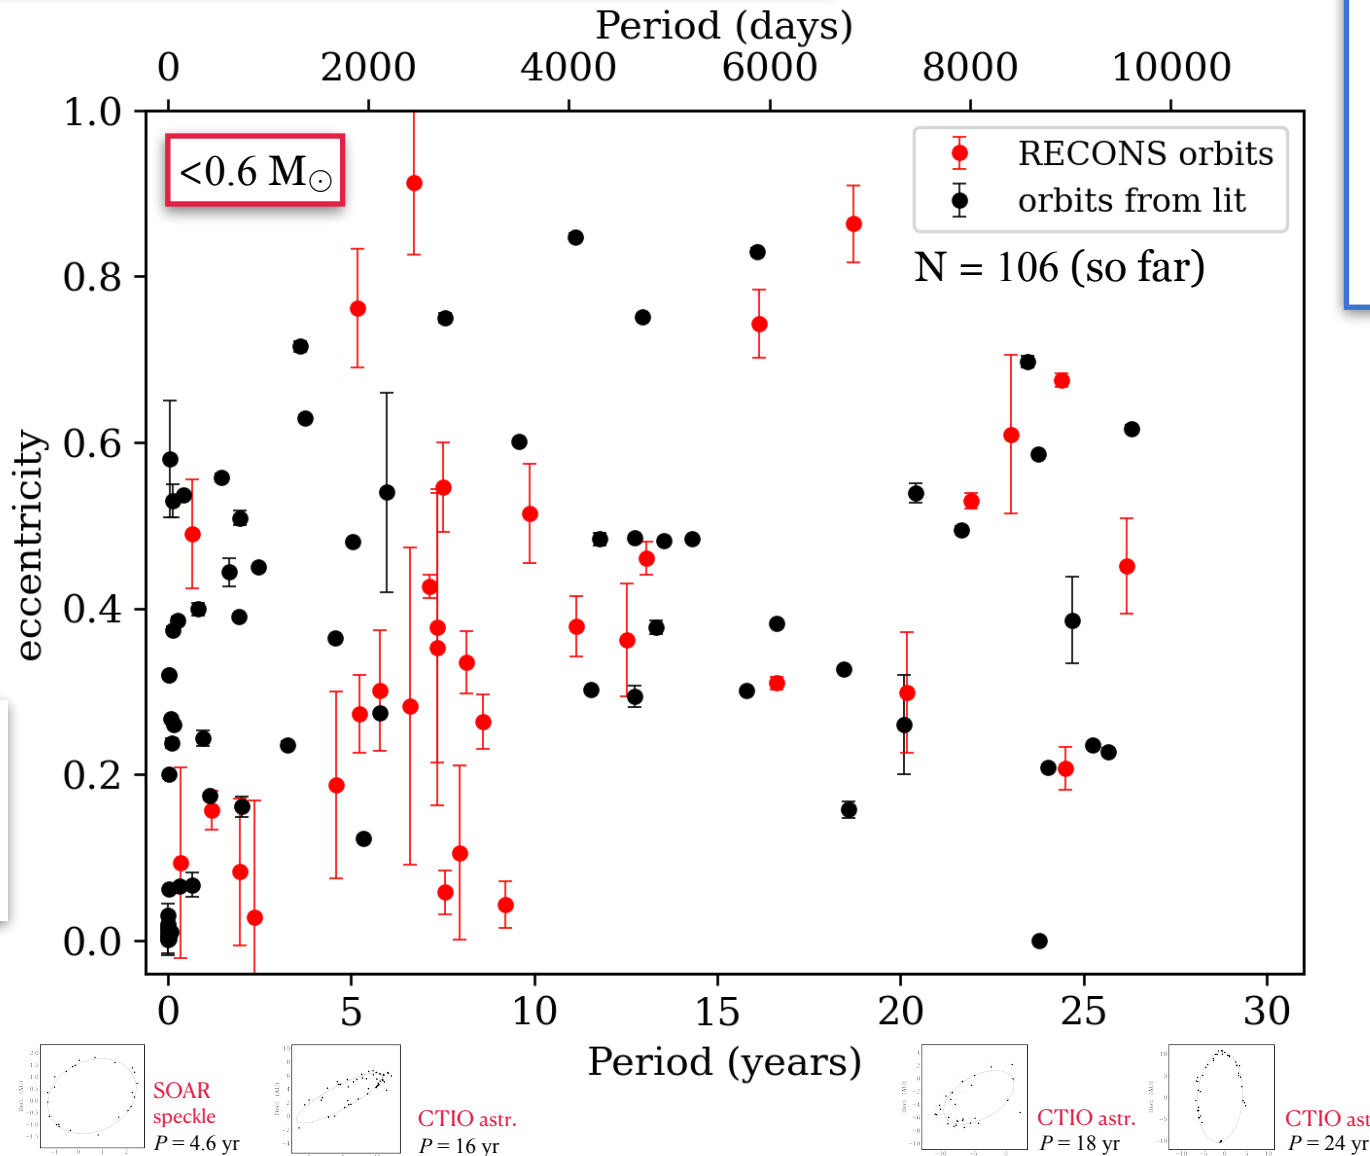 Period (days)
0 2000 4000 6000 8000 10000
1.0
0.8
0.6
0.4
0.2
0.0
eccentricity
<0.6 M☉
RECONS orbits
orbits from lit
N = 106 (so far)
0 5 10 15 20 25 30
Period (years)
SOAR
speckle
P = 4.6 yr
CTIO astr.
P = 16 yr
CTIO astr.
P = 18 yr
CTIO ast
P = 24 yr